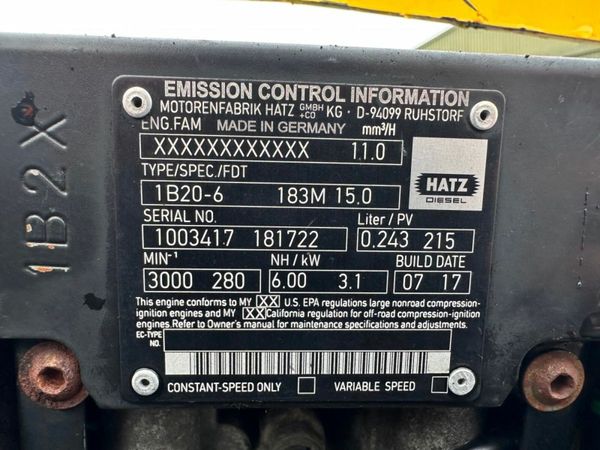 EMISSION CONTROL INFORMATION
MOTORENFABRIK HATZ GMBH +CO KG · D-94099 RUHSTORF
ENG.FAM MADE IN GERMANY mm³/H
XXXXXXXXXXXX 11.0
TYPE/SPEC./FDT
1B20-6 183M 15.0
HATZ
DIESEL
SERIAL NO. Liter / PV
1003417 181722 0.243 215
MIN-¹ NH / kW BUILD DATE
3000 280 6.00 3.1 07 17
This engine conforms to MY XX U.S. EPA regulations large nonroad compression-
ignition engines and MY XX California regulation for off-road compression-ignition
engines. Refer to Owner's manual for maintenance specifications and adjustments.
EC-TYPE-
NO.
CONSTANT-SPEED ONLY VARIABLE SPEED
1B2X